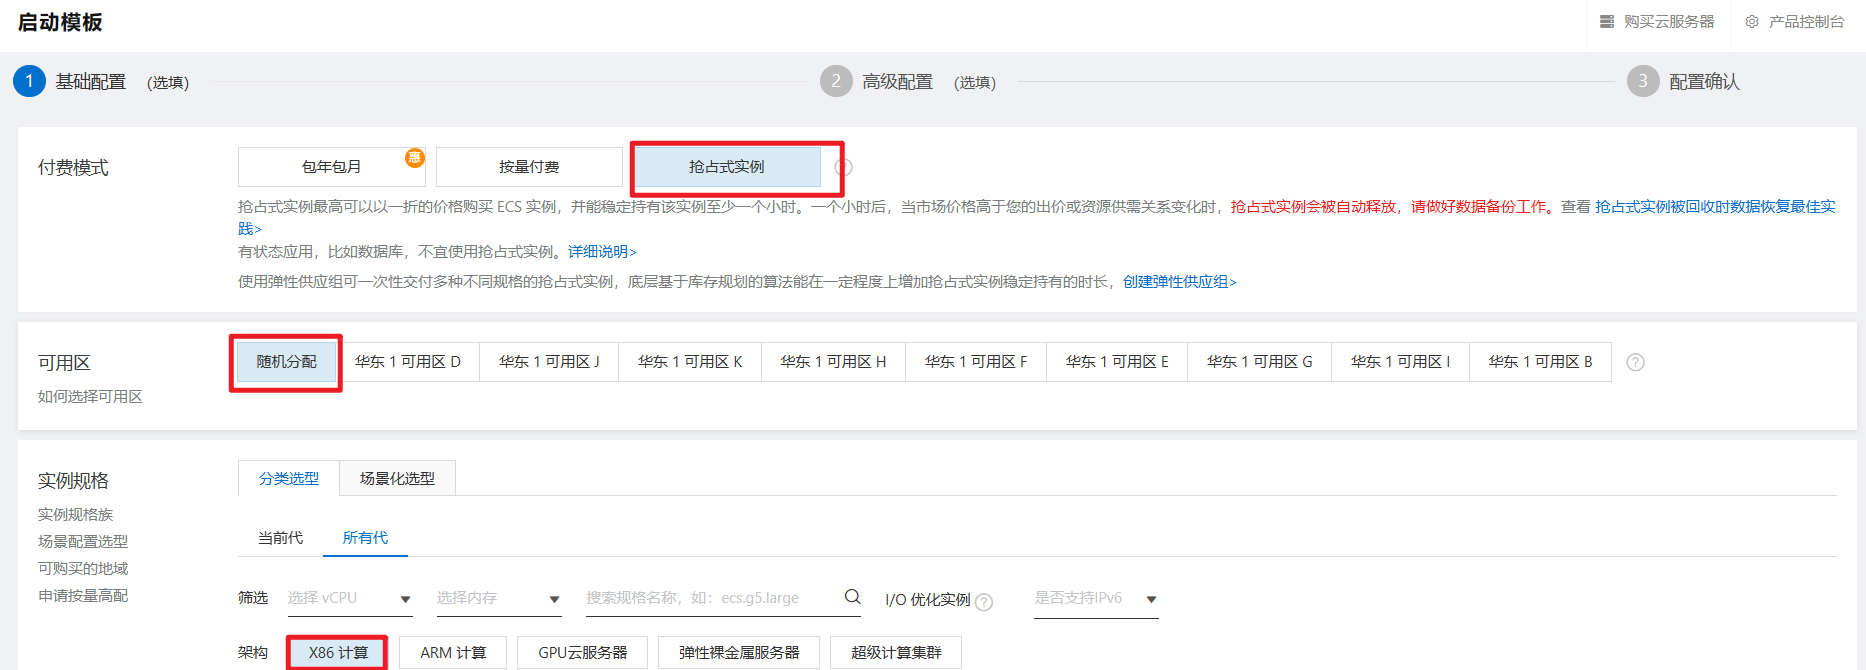 启动模板
购买云服务器
产品控制台
1 基础配置 (选填)
2 高级配置 (选填)
3 配置确认
付费模式
包年包月 惠
按量付费
抢占式实例
?
抢占式实例最高可以以一折的价格购买 ECS 实例，并能稳定持有该实例至少一个小时。一个小时后，当市场价格高于您的出价或资源供需关系变化时，抢占式实例会被自动释放，请做好数据备份工作。查看 抢占式实例被回收时数据恢复最佳实
践>
有状态应用，比如数据库，不宜使用抢占式实例。详细说明>
使用弹性供应组可一次性交付多种不同规格的抢占式实例，底层基于库存规划的算法能在一定程度上增加抢占式实例稳定持有的时长，创建弹性供应组>
可用区
如何选择可用区
随机分配
华东 1 可用区 D
华东 1 可用区 J
华东 1 可用区 K
华东 1 可用区 H
华东 1 可用区 F
华东 1 可用区 E
华东 1 可用区 G
华东 1 可用区 I
华东 1 可用区 B
?
实例规格
实例规格族
场景配置选型
可购买的地域
申请按量高配
分类选型
场景化选型
当前代
所有代
筛选
选择 vCPU
选择内存
搜索规格名称，如：ecs.g5.large
I/O 优化实例 ?
是否支持IPv6
架构
X86 计算
ARM 计算
GPU云服务器
弹性裸金属服务器
超级计算集群